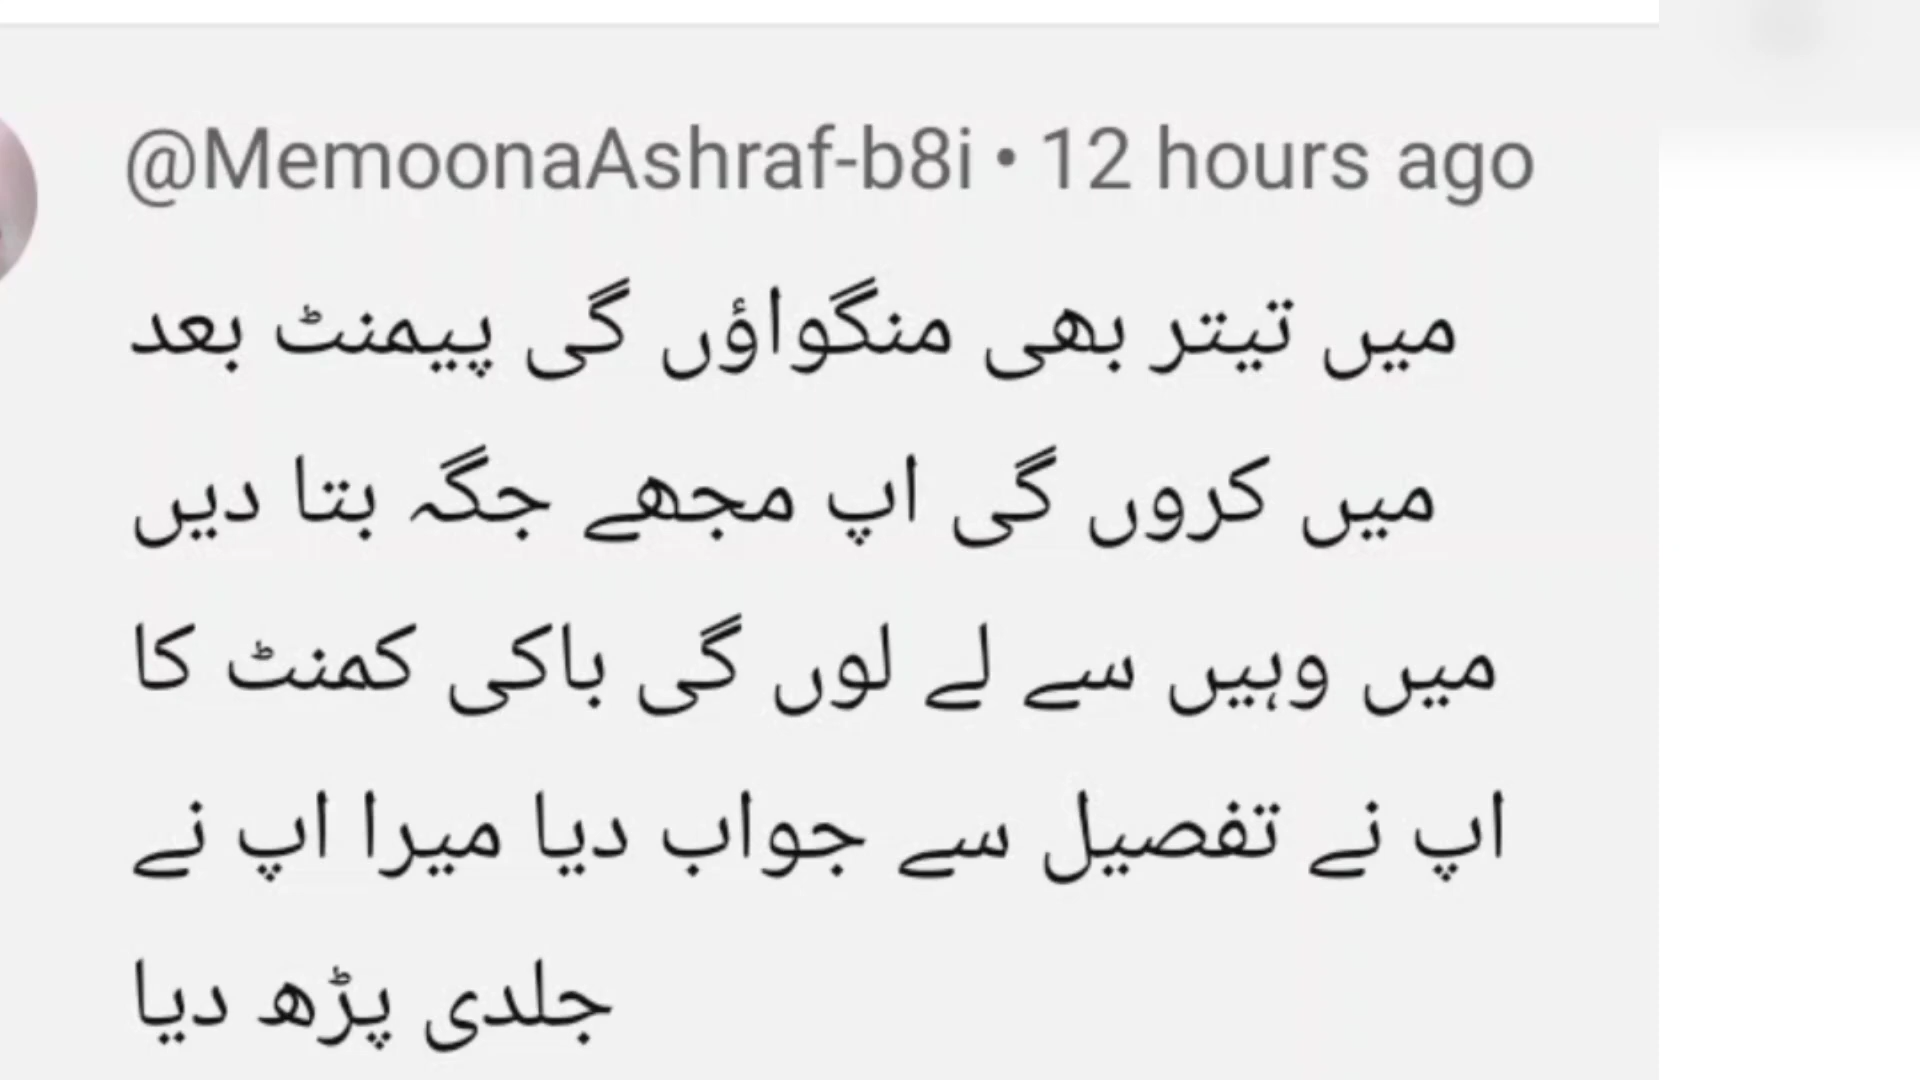 @MemoonaAshraf-b8i • 12 hours ago
میں تیتر بھی منگواؤں گی پیمنٹ بعد
میں کروں گی اپ مجھے جگہ بتا دیں
میں وہیں سے لے لوں گی باکی کمنٹ کا
اپ نے تفصیل سے جواب دیا میرا اپ نے
جلدی پڑھ دیا